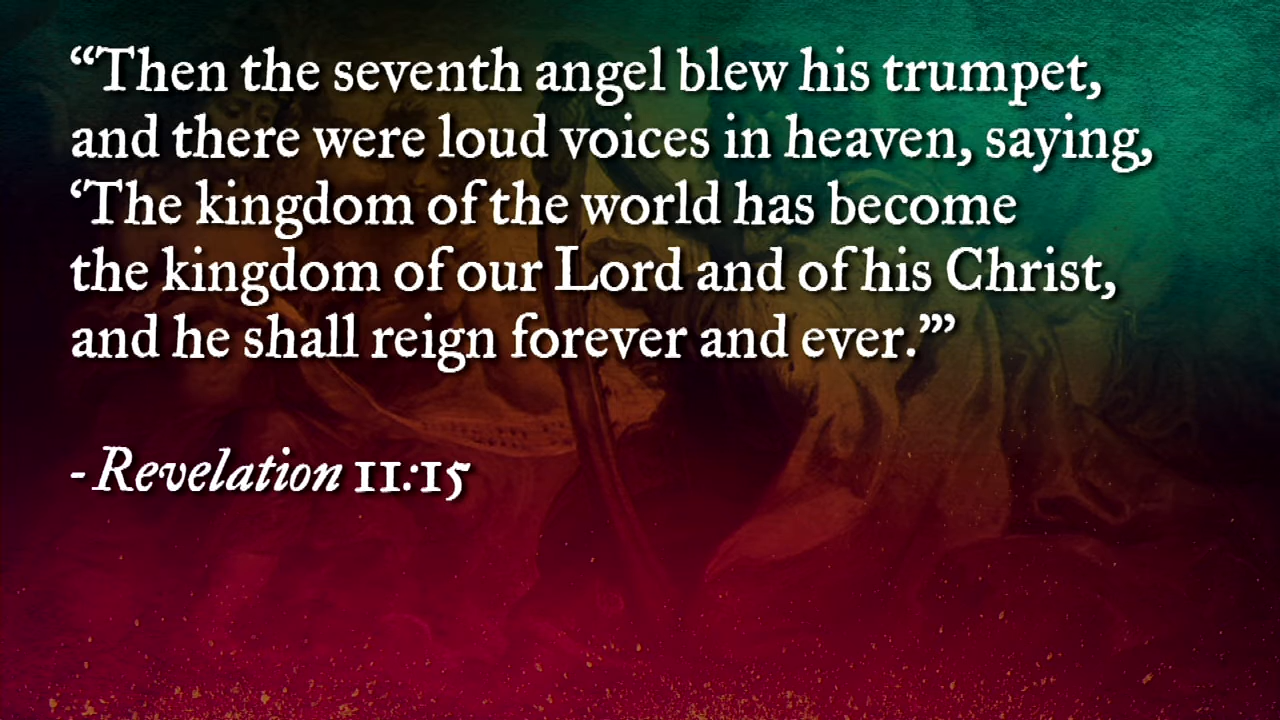 “Then the seventh angel blew his trumpet,
and there were loud voices in heaven, saying,
‘The kingdom of the world has become
the kingdom of our Lord and of his Christ,
and he shall reign forever and ever.’”
- Revelation 11:15